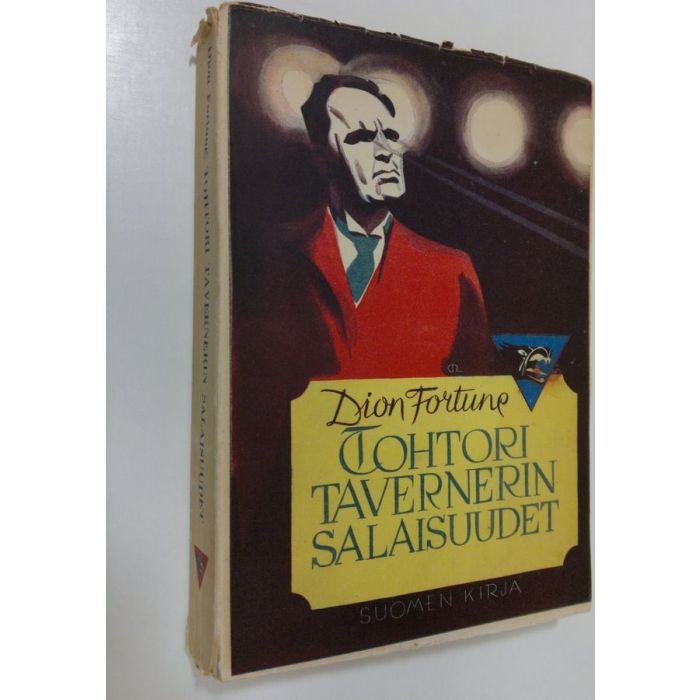 Dion Fortune
TOHTORI
TAVERNERIN
SALAISUUDET
SUOMEN KIRJA
Dion Fortune TOHTORI TAVERNERIN SALAISUUDET